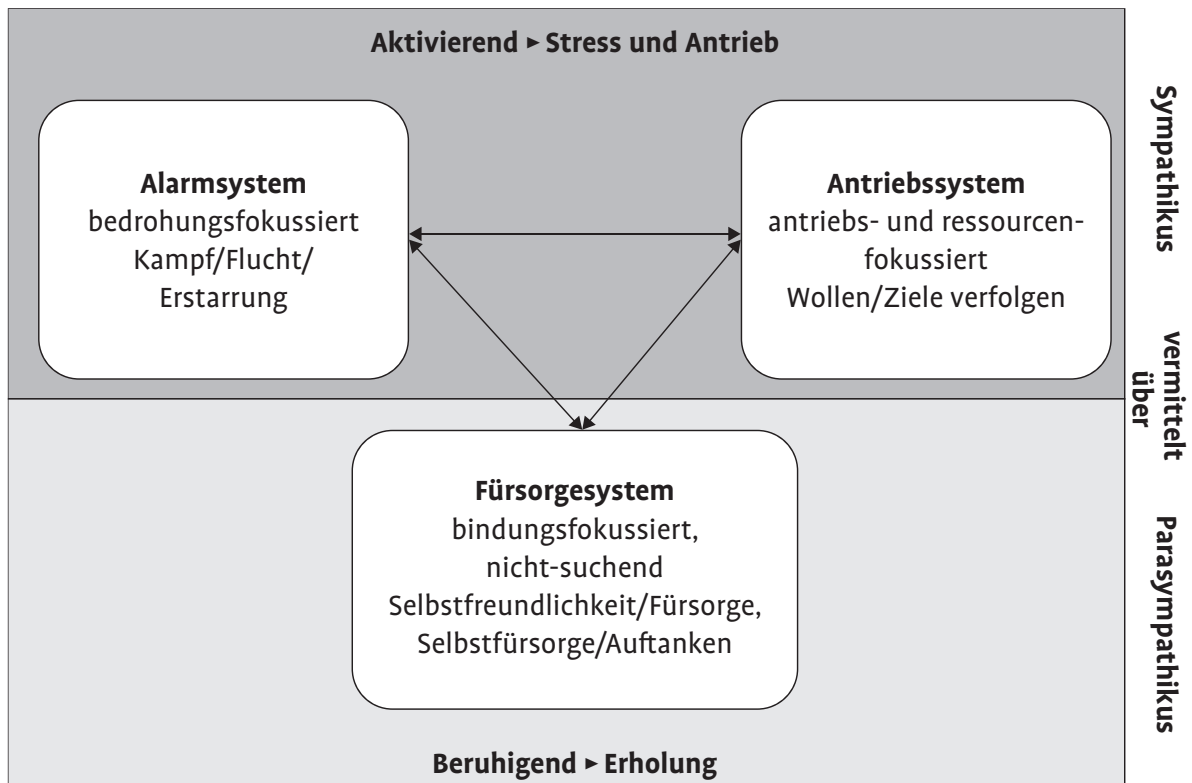 Aktivierend ▸ Stress und Antrieb
Alarmsystem
bedrohungsfokussiert
Kampf/Flucht/
Erstarrung
Antriebssystem
antriebs- und ressourcen-
fokussiert
Wollen/Ziele verfolgen
Fürsorgesystem
bindungsfokussiert,
nicht-suchend
Selbstfreundlichkeit/Fürsorge,
Selbstfürsorge/Auftanken
Beruhigend ▸ Erholung
Sympathikus
vermittelt
über
Parasympathikus